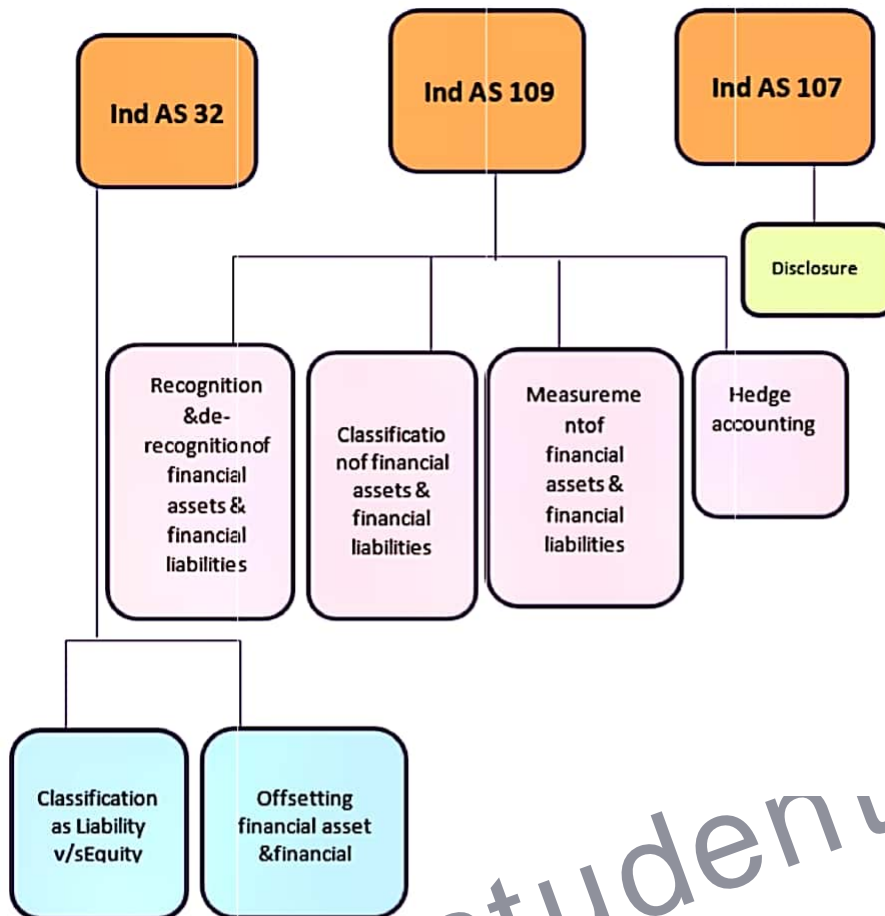 Ind AS 32
Ind AS 109
Ind AS 107
Disclosure
Recognition
&de-
recognitionof
financial
assets &
financial
liabilities
Classificatio
nof financial
assets &
financial
liabilities
Measureme
ntof
financial
assets &
financial
liabilities
Hedge
accounting
Classification
as Liability
v/sEquity
Offsetting
financial asset
&financial
student